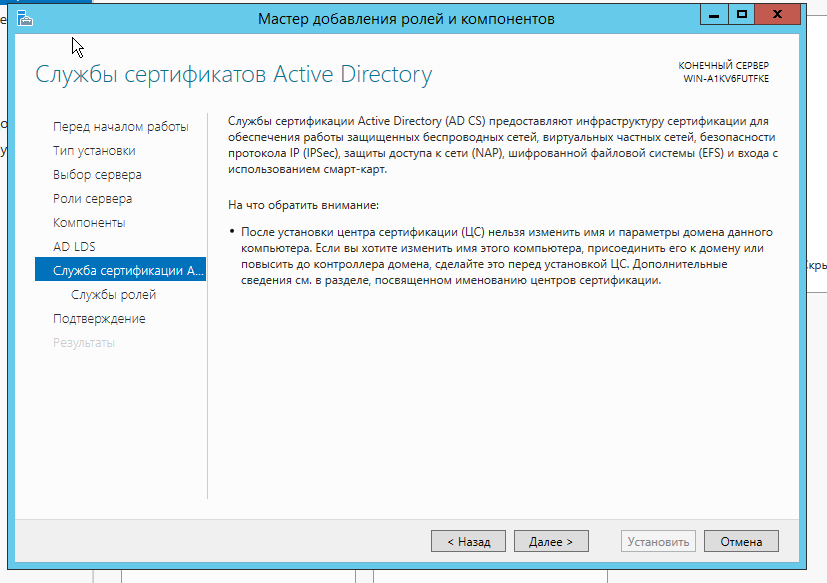 Мастер добавления ролей и компонентов
Службы сертификатов Active Directory
КОНЕЧНЫЙ СЕРВЕР
WIN-A1KV6FUTFKE
Перед началом работы
Тип установки
Выбор сервера
Роли сервера
Компоненты
AD LDS
Служба сертификации A...
Службы ролей
Подтверждение
Результаты
Службы сертификации Active Directory (AD CS) предоставляют инфраструктуру сертификации для
обеспечения работы защищенных беспроводных сетей, виртуальных частных сетей, безопасности
протокола IP (IPSec), защиты доступа к сети (NAP), шифрованной файловой системы (EFS) и входа с
использованием смарт-карт.
На что обратить внимание:
• После установки центра сертификации (ЦС) нельзя изменить имя и параметры домена данного
компьютера. Если вы хотите изменить имя этого компьютера, присоединить его к домену или
повысить до контроллера домена, сделайте это перед установкой ЦС. Дополнительные
сведения см. в разделе, посвященном именованию центров сертификации.
< Назад
Далее >
Установить
Отмена